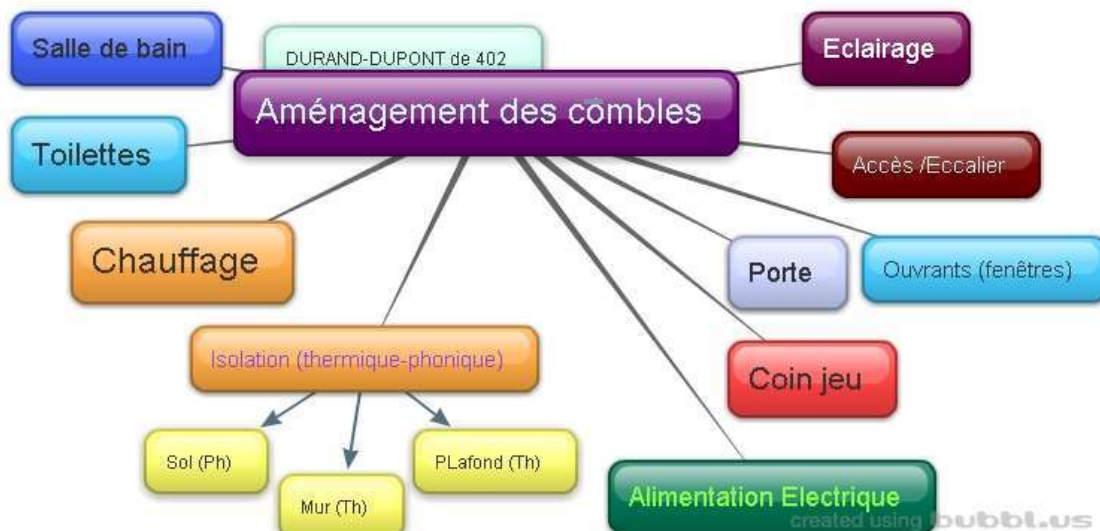 Salle de bain
DURAND-DUPONT de 402
Eclairage
Aménagement des combles
Toilettes
Accès /Eccalier
Chauffage
Porte
Ouvrants (fenêtres)
Isolation (thermique-phonique)
Coin jeu
Sol (Ph)
PLafond (Th)
Mur (Th)
Alimentation Electrique
created using bubbl.us